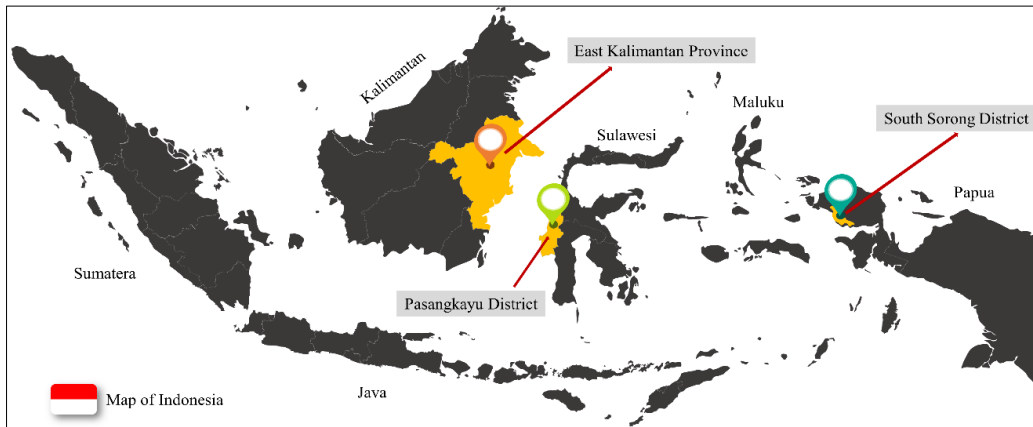 East Kalimantan Province
Kalimantan
Maluku
South Sorong District
Sulawesi
Papua
Sumatera
Pasangkayu District
Java
Map of Indonesia